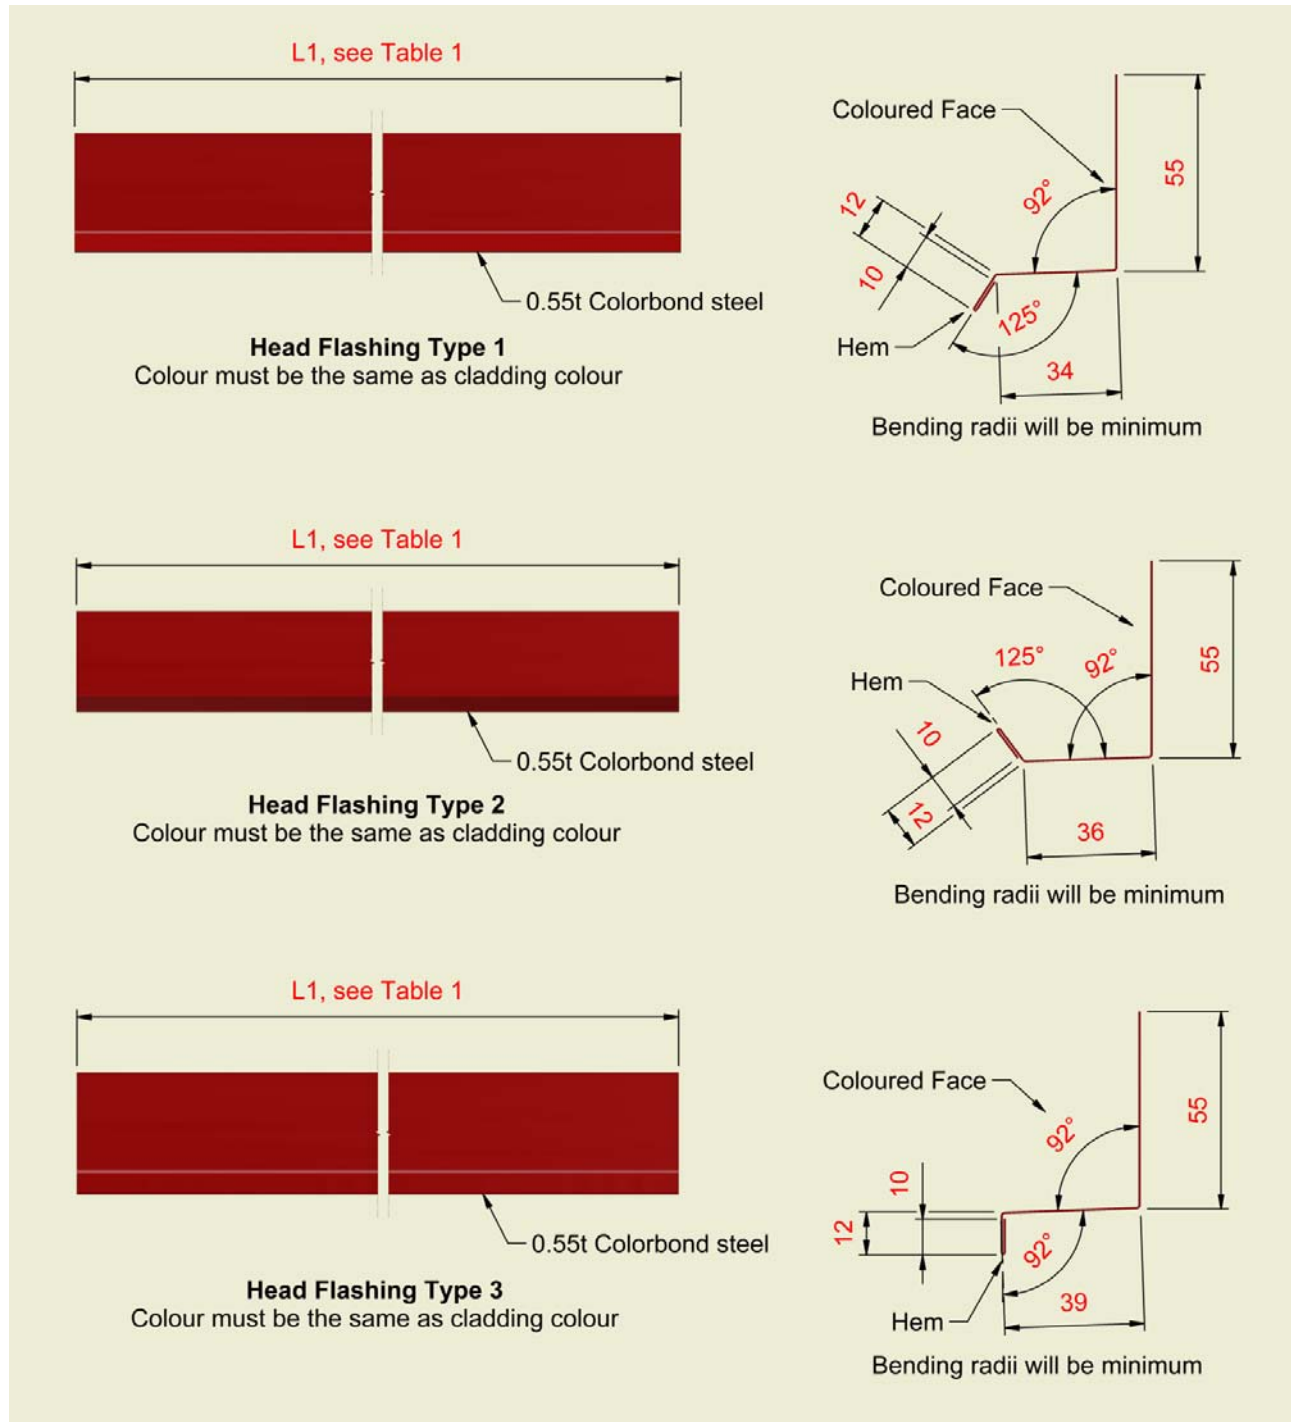 L1, see Table 1
Coloured Face
55
92°
12
10
0.55t Colorbond steel
125°
Hem
Head Flashing Type 1
Colour must be the same as cladding colour
34
Bending radii will be minimum
L1, see Table 1
Coloured Face
125°
92°
55
Hem
10
0.55t Colorbond steel
12
Head Flashing Type 2
Colour must be the same as cladding colour
36
Bending radii will be minimum
L1, see Table 1
Coloured Face
55
92°
10
12
0.55t Colorbond steel
92°
Head Flashing Type 3
39
Colour must be the same as cladding colour
Hem
Bending radii will be minimum